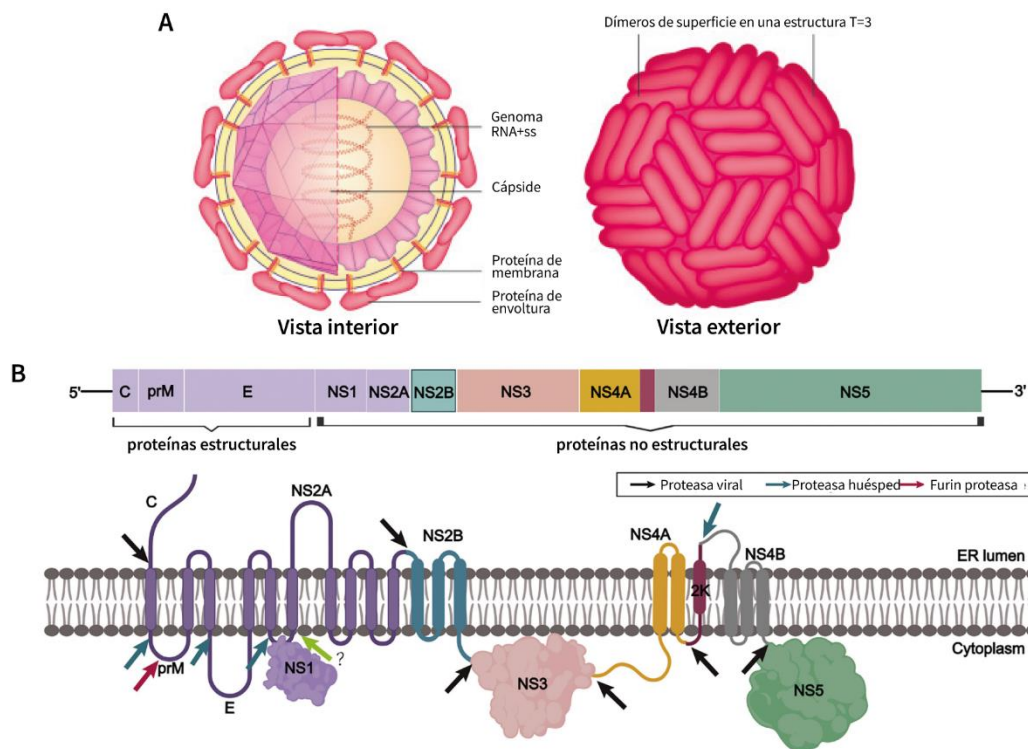 A
Dímeros de superficie en una estructura T=3
Genoma
RNA+ss
Cápside
Proteína de
membrana
Proteína de
envoltura
Vista interior
Vista exterior
B
5'
C
prM
E
NS1
NS2A
NS2B
NS3
NS4A
NS4B
NS5
3'
proteínas estructurales
proteínas no estructurales
Proteasa viral
Proteasa huésped
Furin proteasa
C
NS2A
NS2B
NS4A
NS4B
2K
ER lumen
Cytoplasm
prM
E
NS1
?
NS3
NS5